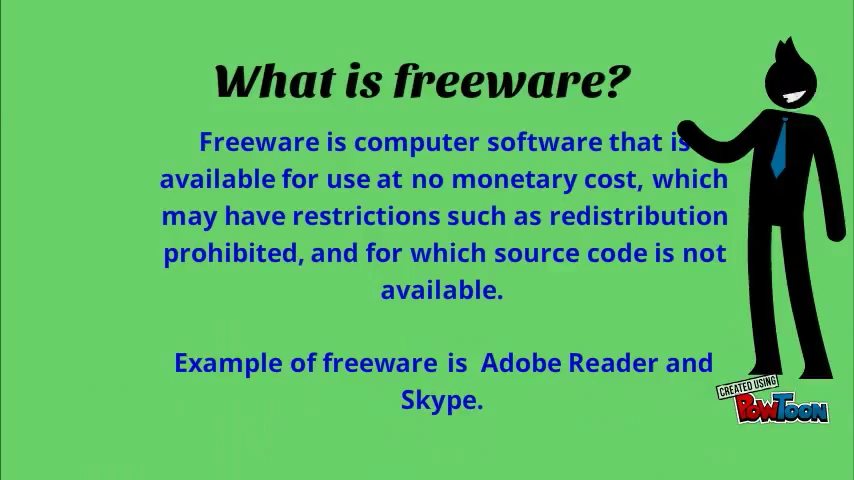 What is freeware?
Freeware is computer software that is
available for use at no monetary cost, which
may have restrictions such as redistribution
prohibited, and for which source code is not
available.
Example of freeware is Adobe Reader and
Skype.
CREATED USING
POWTOON